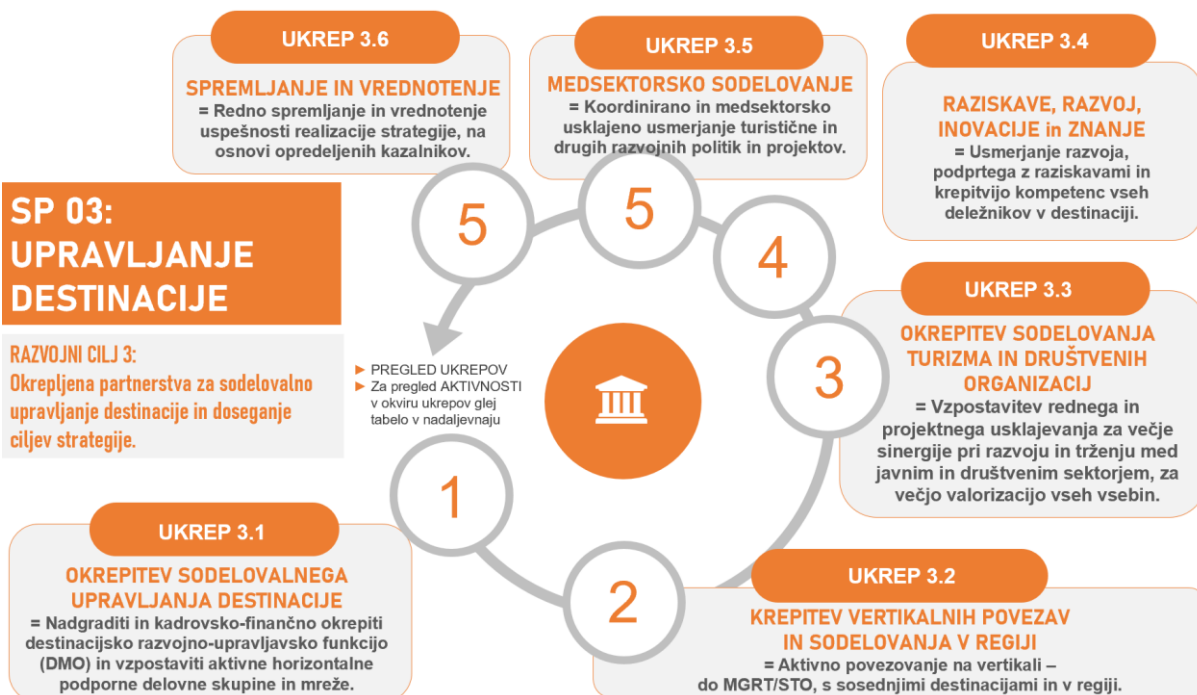 SP 03:
UPRAVLJANJE
DESTINACIJE
RAZVOJNI CILJ 3:
Okrepljena partnerstva za sodelovalno
upravljanje destinacije in doseganje
ciljev strategije.
► PREGLED UKREPOV
► Za pregled AKTIVNOSTI
v okviru ukrepov glej
tabelo v nadaljevnaju
1
UKREP 3.1
OKREPITEV SODELOVALNEGA
UPRAVLJANJA DESTINACIJE
= Nadgraditi in kadrovsko-finančno okrepiti
destinacijsko razvojno-upravljavsko funkcijo
(DMO) in vzpostaviti aktivne horizontalne
podporne delovne skupine in mreže.
2
UKREP 3.2
KREPITEV VERTIKALNIH POVEZAV
IN SODELOVANJA V REGIJI
= Aktivno povezovanje na vertikali –
do MGRT/STO, s sosednjimi destinacijami in v regiji.
3
UKREP 3.3
OKREPITEV SODELOVANJA
TURIZMA IN DRUŠTVENIH
ORGANIZACIJ
= Vzpostavitev rednega in
projektnega usklajevanja za večje
sinergije pri razvoju in trženju med
javnim in društvenim sektorjem, za
večjo valorizacijo vseh vsebin.
4
UKREP 3.4
RAZISKAVE, RAZVOJ,
INOVACIJE in ZNANJE
= Usmerjanje razvoja,
podprtega z raziskavami in
krepitvijo kompetenc vseh
deležnikov v destinaciji.
5
UKREP 3.5
MEDSEKTORSKO SODELOVANJE
= Koordinirano in medsektorsko
usklajeno usmerjanje turistične in
drugih razvojnih politik in projektov.
5
UKREP 3.6
SPREMLJANJE IN VREDNOTENJE
= Redno spremljanje in vrednotenje
uspešnosti realizacije strategije, na
osnovi opredeljenih kazalnikov.